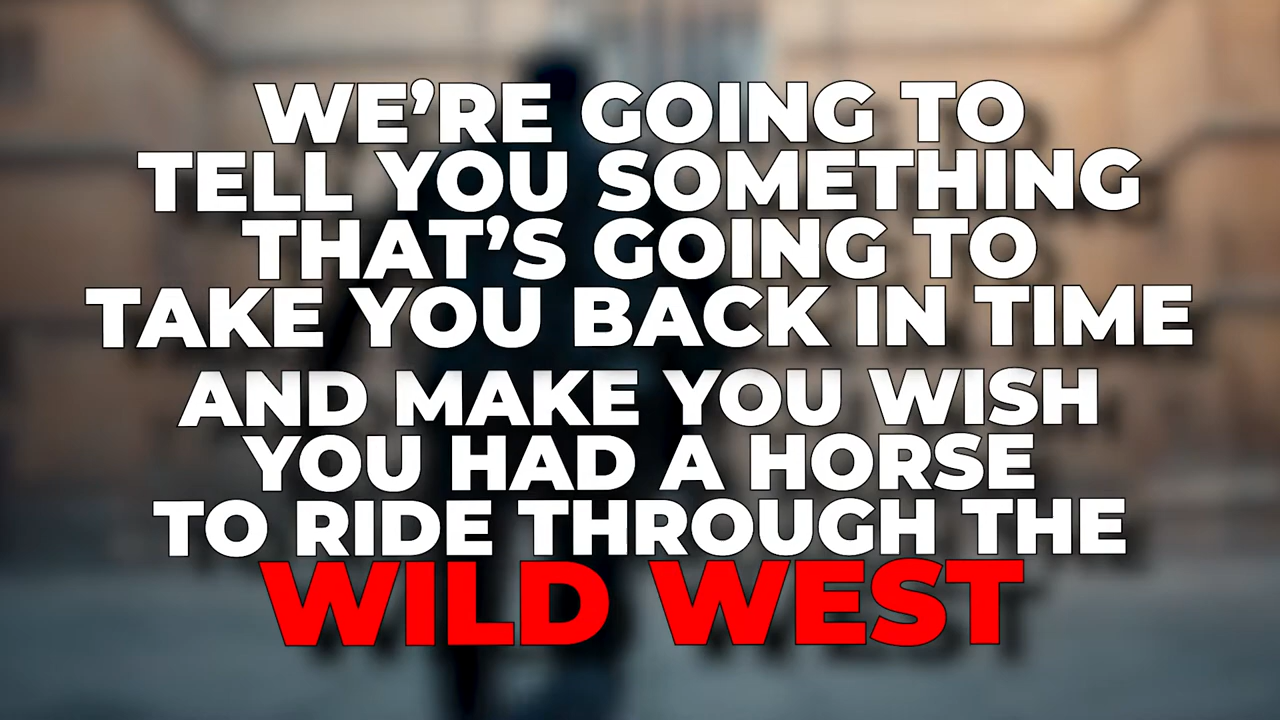 WE’RE GOING TO
TELL YOU SOMETHING
THAT’S GOING TO
TAKE YOU BACK IN TIME
AND MAKE YOU WISH
YOU HAD A HORSE
TO RIDE THROUGH THE
WILD WEST